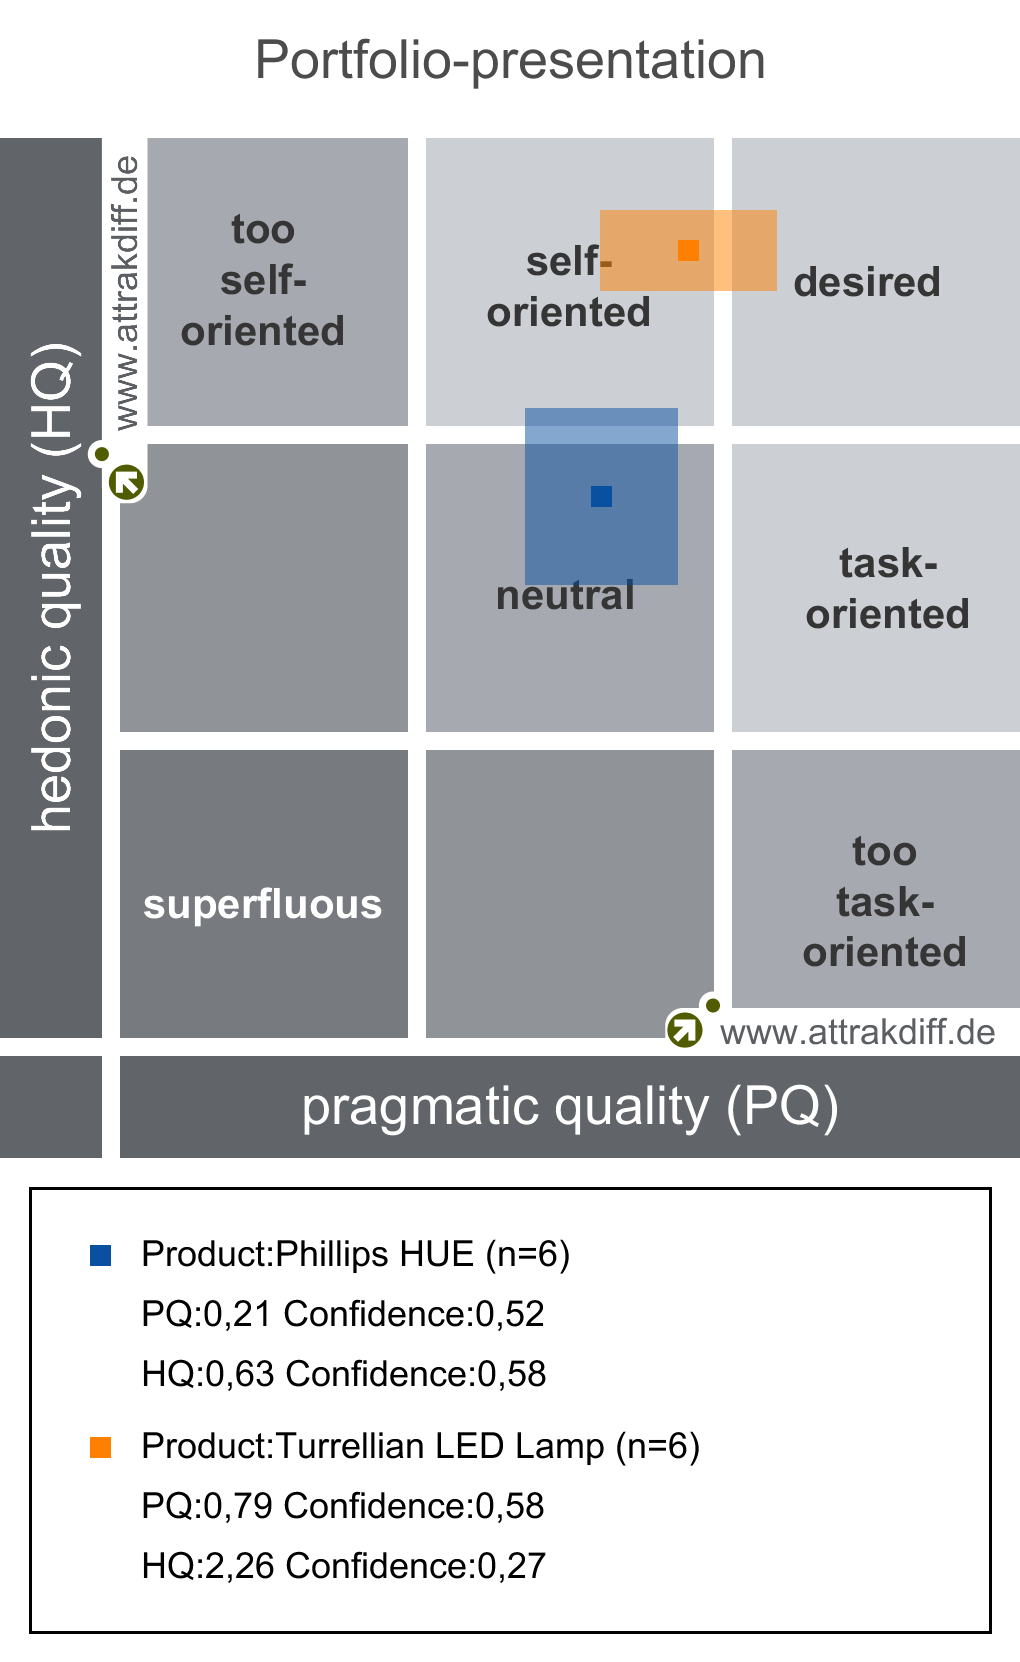 Portfolio-presentation
www.attrakdiff.de
hedonic quality (HQ)
too
self-
oriented
self-
oriented
desired
neutral
task-
oriented
superfluous
too
task-
oriented
www.attrakdiff.de
pragmatic quality (PQ)
Product:Phillips HUE (n=6)
PQ:0,21 Confidence:0,52
HQ:0,63 Confidence:0,58
Product:Turrellian LED Lamp (n=6)
PQ:0,79 Confidence:0,58
HQ:2,26 Confidence:0,27